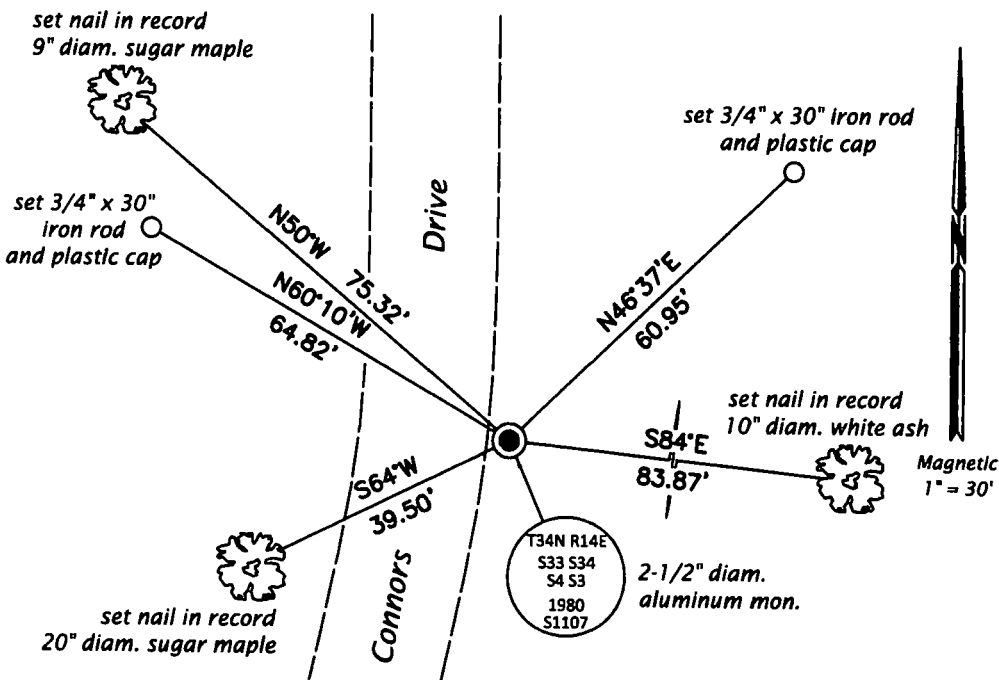 set nail in record
9" diam. sugar maple
set 3/4" x 30" iron rod
and plastic cap
set 3/4" x 30"
iron rod
and plastic cap
Drive
N50°W 75.32'
N60°10'W
64.82'
N46°37'E
60.95'
N
set nail in record
10" diam. white ash
S84°E
83.87'
Magnetic
1" = 30'
S64°W
39.50'
T34N R14E
S33 S34
S4 S3
1980
S1107
2-1/2" diam.
aluminum mon.
set nail in record
20" diam. sugar maple
Connors